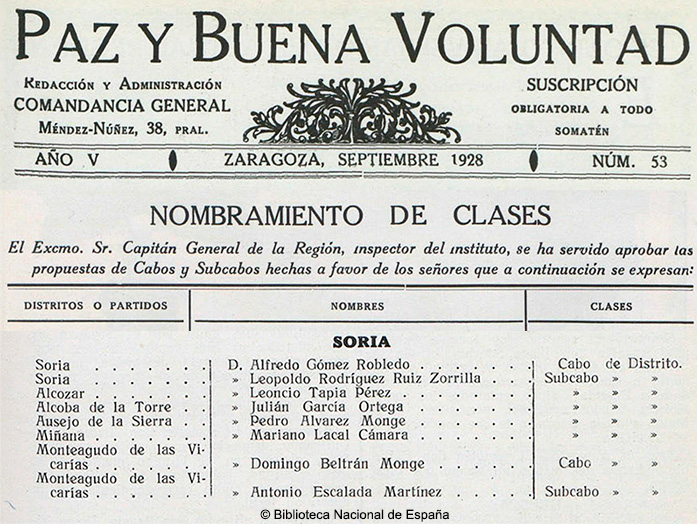 PAZ Y BUENA VOLUNTAD
REDACCIÓN Y ADMINISTRACIÓN
COMANDANCIA GENERAL
MÉNDEZ-NÚÑEZ, 38, PRAL.
SUSCRIPCIÓN
OBLIGATORIA A TODO
SOMATÉN
AÑO V ZARAGOZA, SEPTIEMBRE 1928 NÚM. 53
NOMBRAMIENTO DE CLASES
El Excmo. Sr. Capitán General de la Región, inspector del instituto, se ha servido aprobar las
propuestas de Cabos y Subcabos hechas a favor de los señores que a continuación se expresan:
DISTRITOS O PARTIDOS NOMBRES CLASES
SORIA
Soria . . . . . . D. Alfredo Gómez Robledo . . . . . . Cabo de Distrito.
Soria . . . . . . » Leopoldo Rodríguez Ruiz Zorrilla . . . . Subcabo » »
Alcozar . . . . . . » Leoncio Tapia Pérez . . . . . . » » »
Alcoba de la Torre . . » Julián García Ortega . . . . . . » » »
Ausejo de la Sierra . . » Pedro Alvarez Monge . . . . . . » » »
Miñana . . . . . . » Mariano Lacal Cámara . . . . . . » » »
Monteagudo de las Vi-
carías . . . . . . » Domingo Beltrán Monge . . . . . Cabo » »
Monteagudo de las Vi-
carías . . . . . . » Antonio Escalada Martínez . . . . . Subcabo » »
© Biblioteca Nacional de España